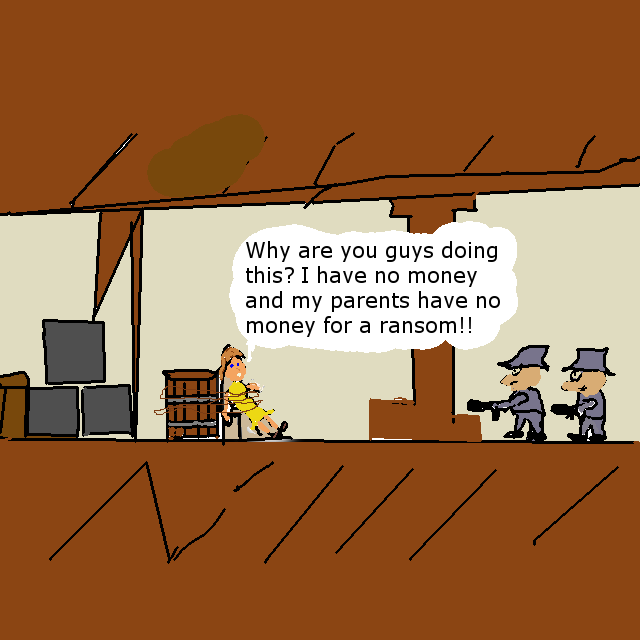 Why are you guys doing
this? I have no money
and my parents have no
money for a ransom!!